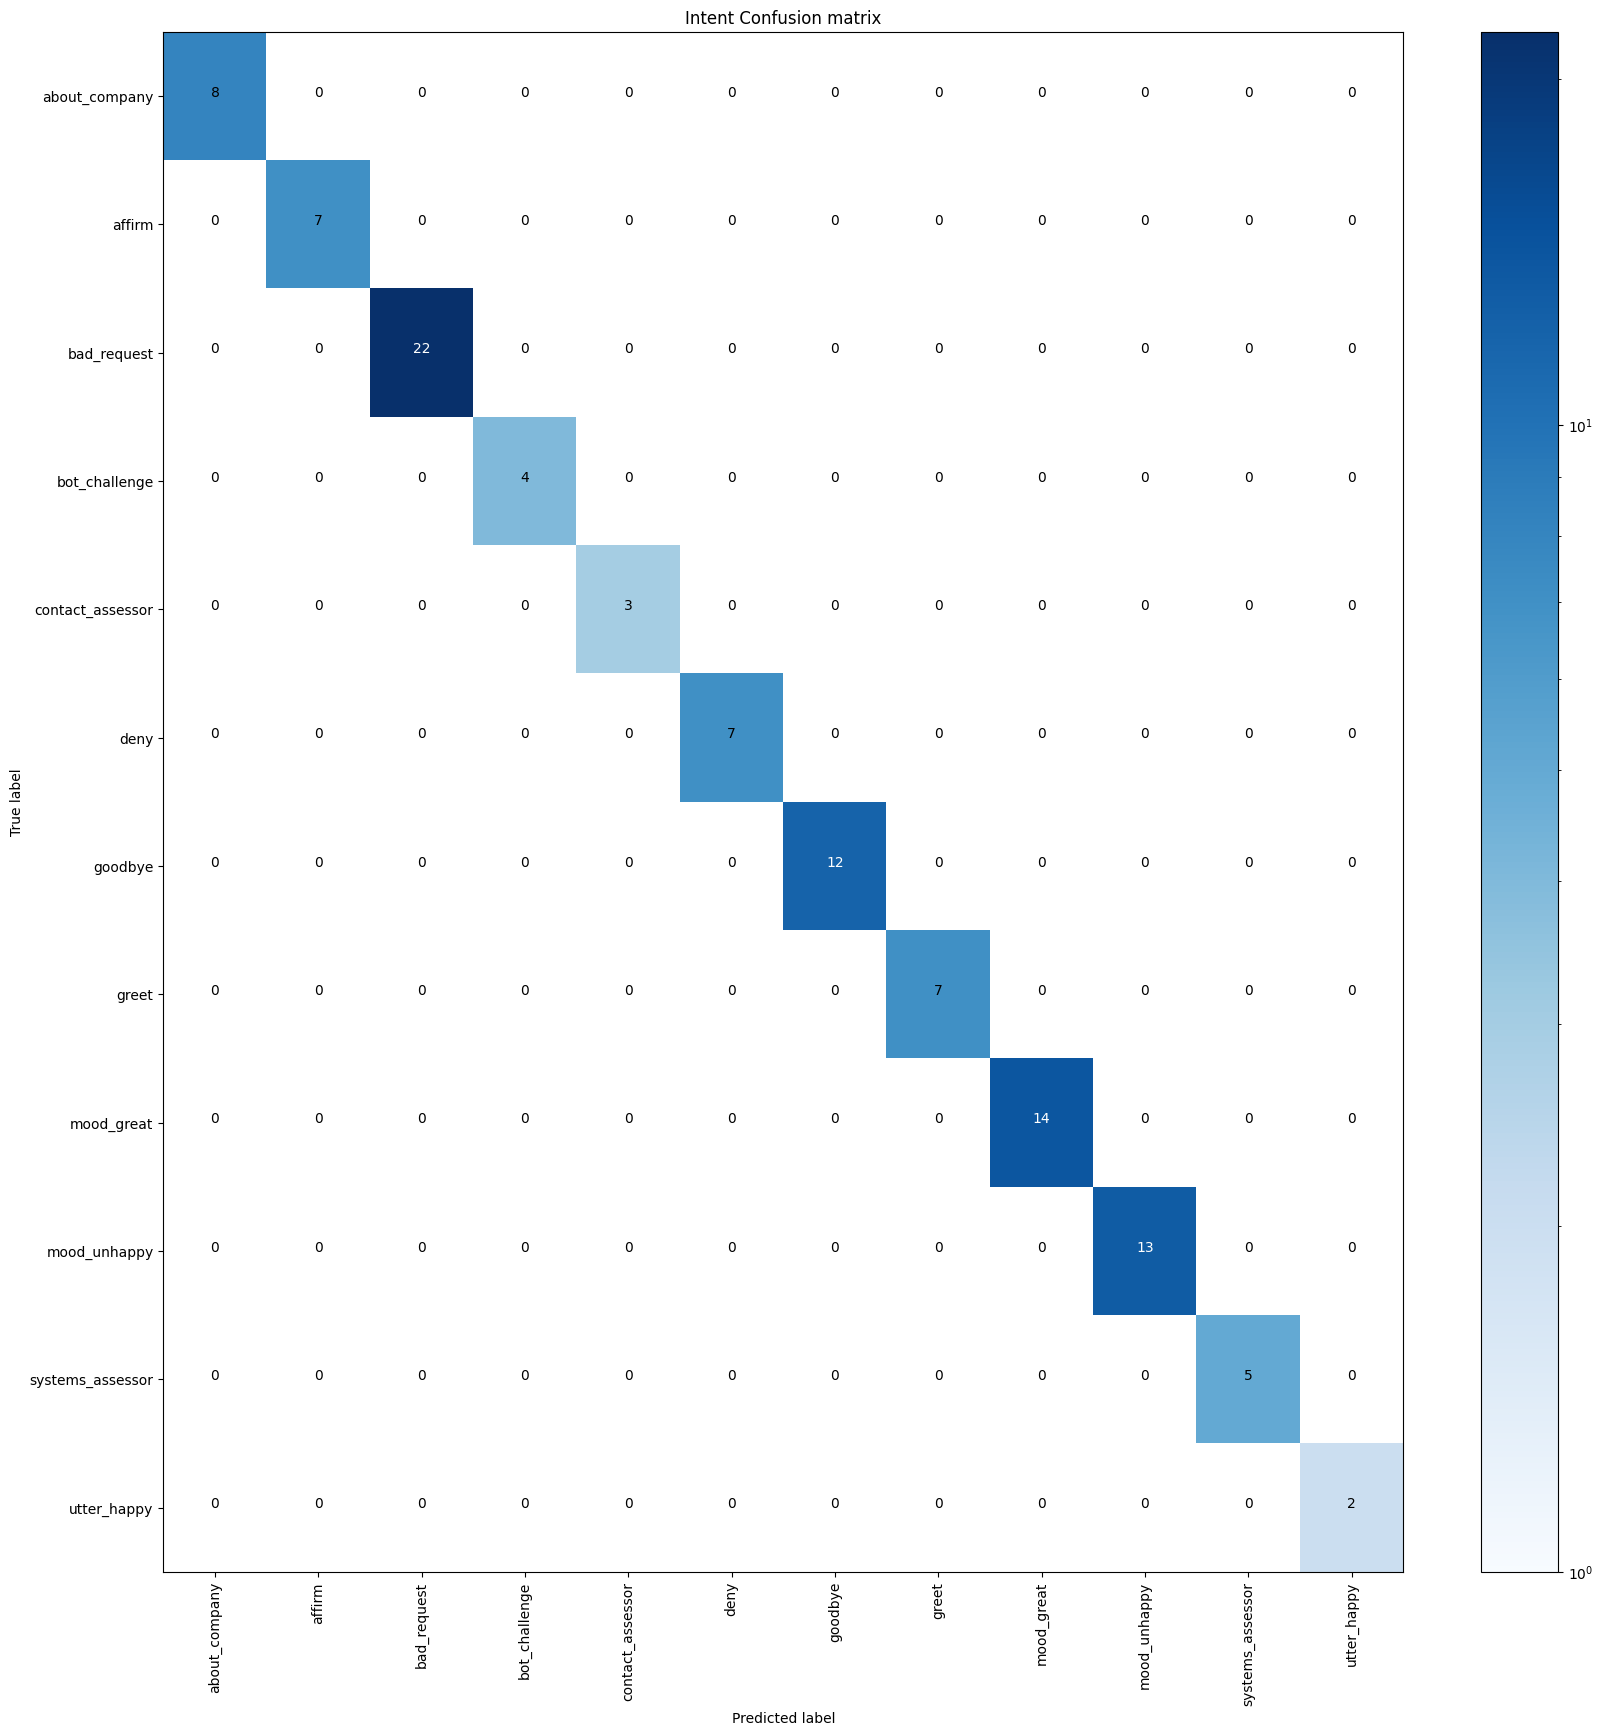 Intent Confusion matrix
about_company 8 0 0 0 0 0 0 0 0 0 0 0
affirm 0 7 0 0 0 0 0 0 0 0 0 0
bad_request 0 0 22 0 0 0 0 0 0 0 0 0
bot_challenge 0 0 0 4 0 0 0 0 0 0 0 0
contact_assessor 0 0 0 0 3 0 0 0 0 0 0 0
deny 0 0 0 0 0 7 0 0 0 0 0 0
goodbye 0 0 0 0 0 0 12 0 0 0 0 0
greet 0 0 0 0 0 0 0 7 0 0 0 0
mood_great 0 0 0 0 0 0 0 0 14 0 0 0
mood_unhappy 0 0 0 0 0 0 0 0 0 13 0 0
systems_assessor 0 0 0 0 0 0 0 0 0 0 5 0
utter_happy 0 0 0 0 0 0 0 0 0 0 0 2
True label
about_company
affirm
bad_request
bot_challenge
contact_assessor
deny
goodbye
greet
mood_great
mood_unhappy
systems_assessor
utter_happy
Predicted label
10¹
10⁰